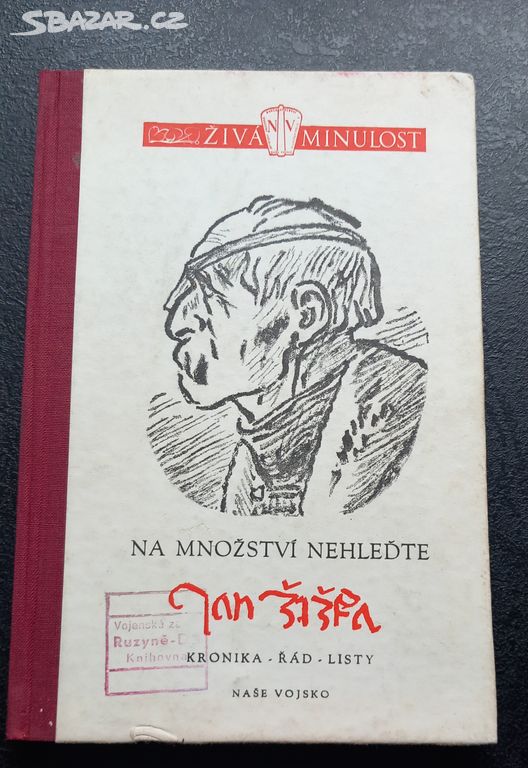 SBAZAR.CZ
ŽIVÁ NV MINULOST
NA MNOŽSTVÍ NEHLEĎTE
Jan Žižka
KRONIKA - ŘÁD - LISTY
NAŠE VOJSKO
Vojenská
Ruzyně
Knihovna